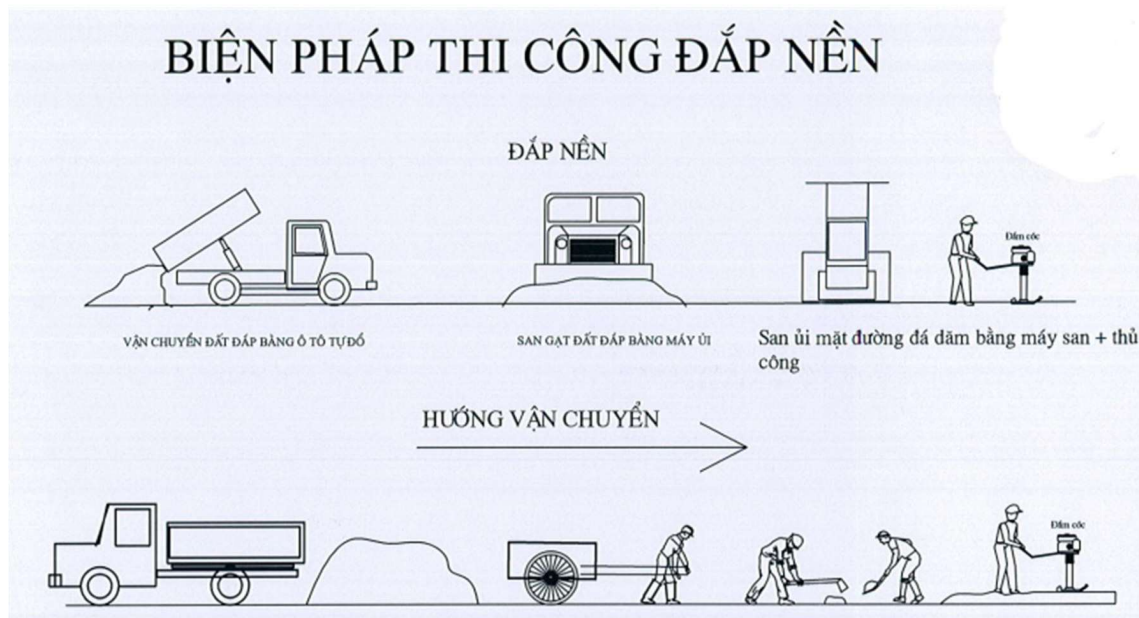 BIỆN PHÁP THI CÔNG ĐẮP NỀN
ĐẮP NỀN
Đầm cóc
VẬN CHUYỂN ĐẤT ĐẮP BẰNG Ô TÔ TỰ ĐỔ
SAN GẠT ĐẤT ĐẮP BẰNG MÁY ỦI
San ủi mặt đường đá dăm bằng máy san + thủ
công
HƯỚNG VẬN CHUYỂN
Đầm cóc